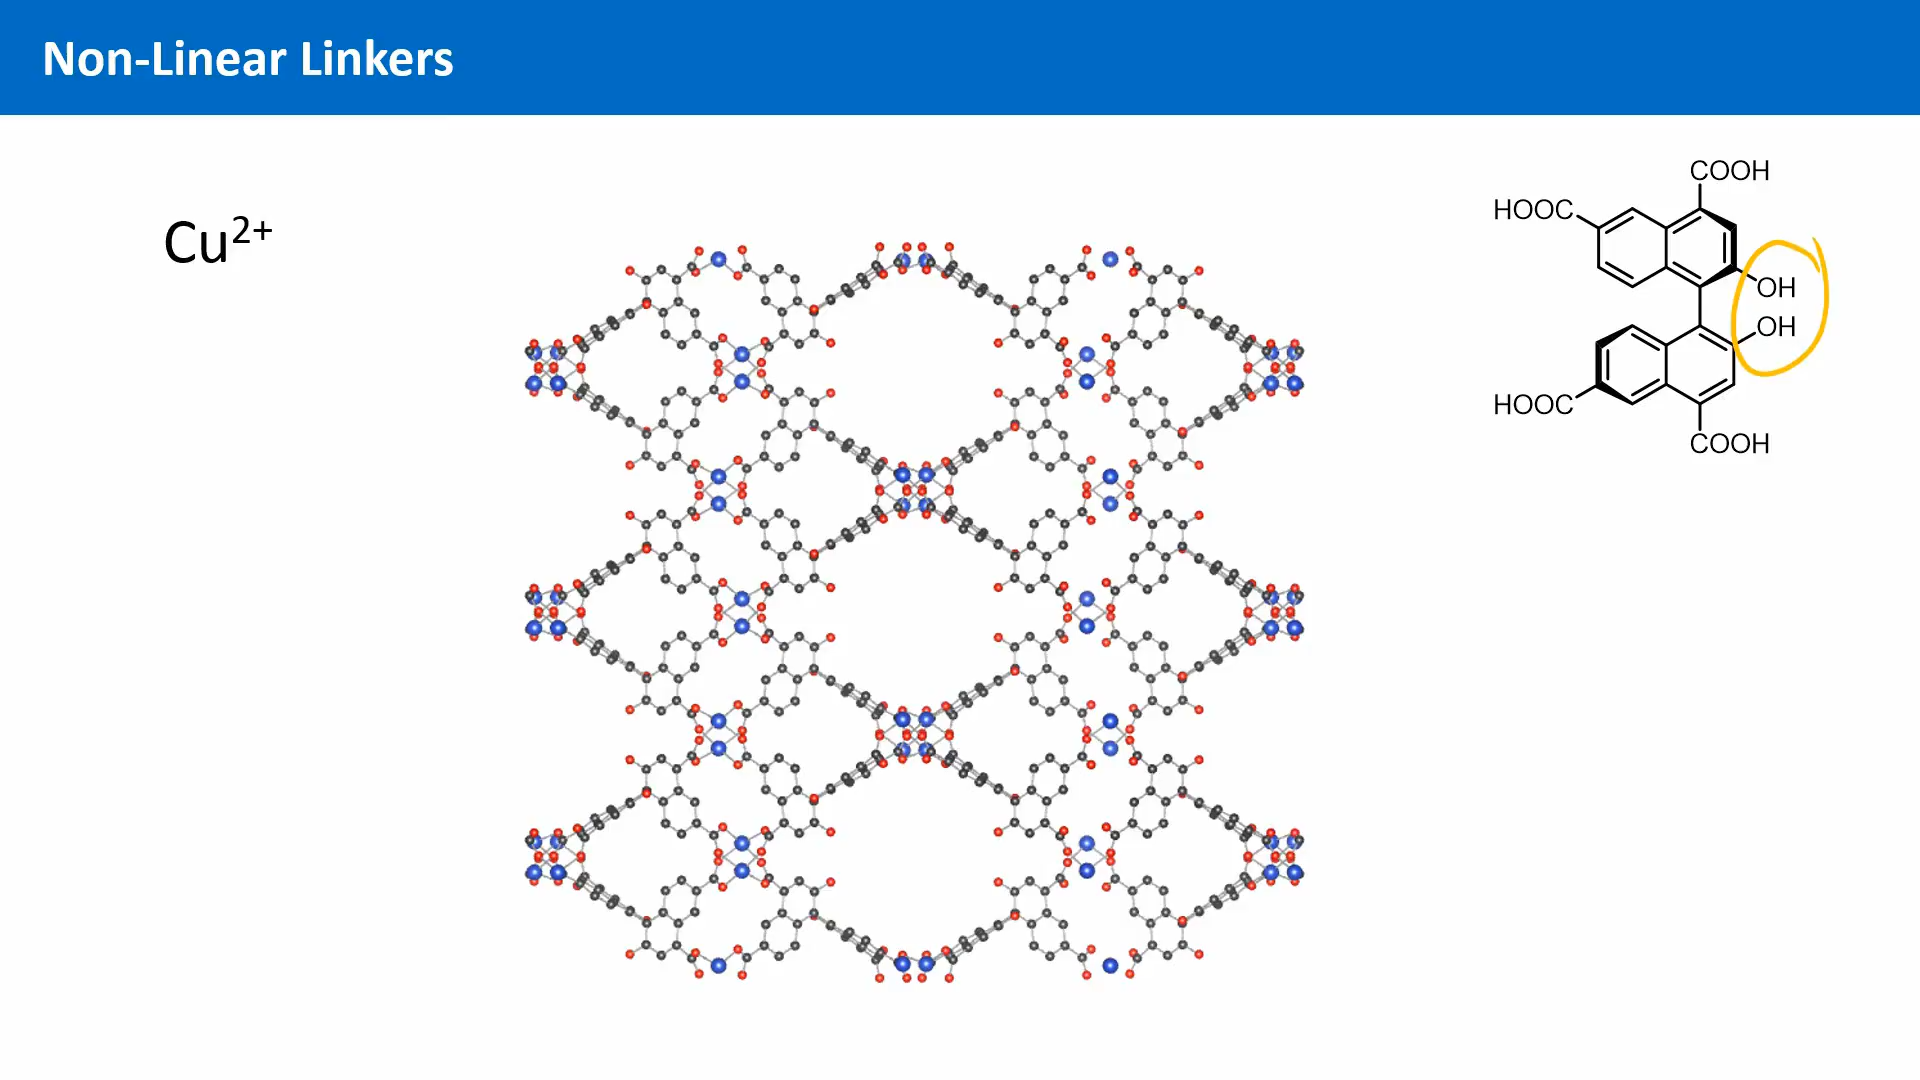 Non-Linear Linkers
Cu²⁺
COOH
HOOC
OH
OH
HOOC
COOH